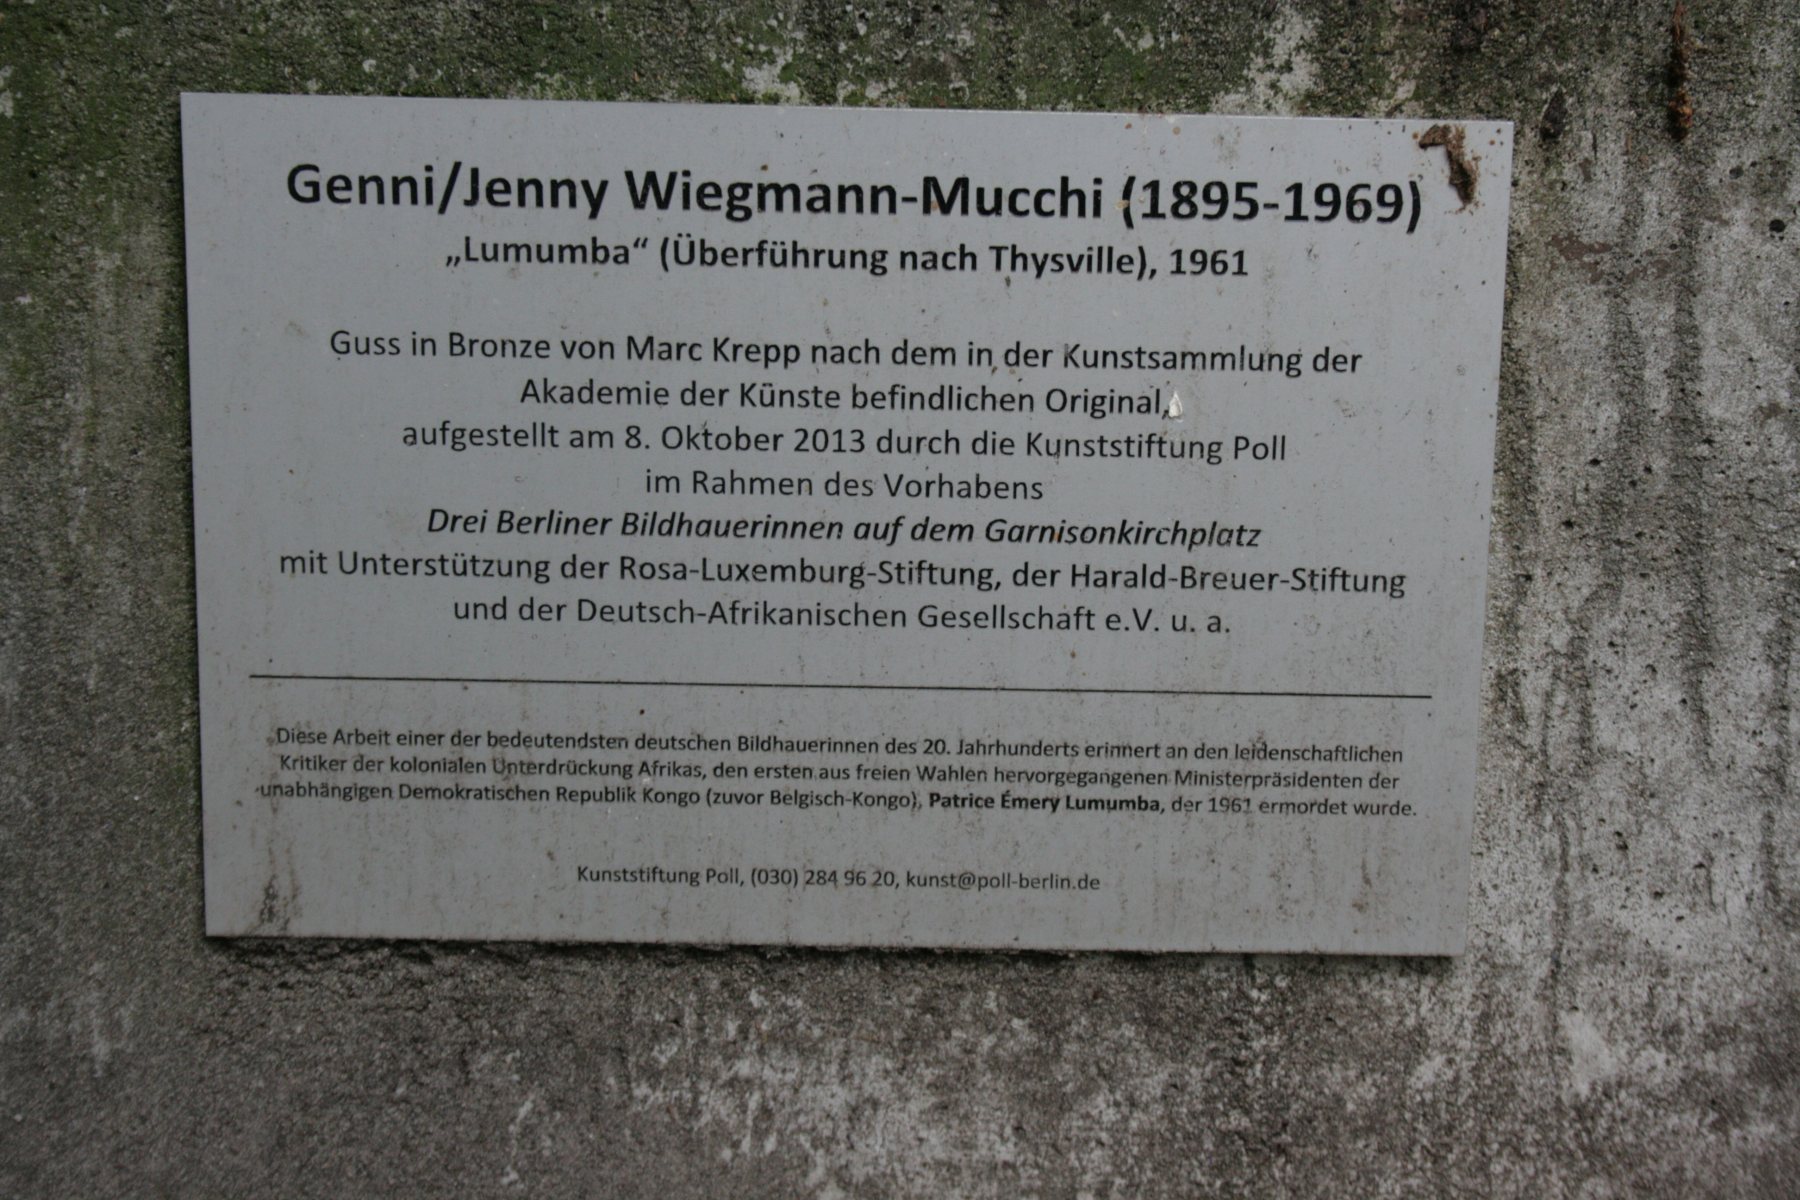 Genni/Jenny Wiegmann-Mucchi (1895-1969)
„Lumumba“ (Überführung nach Thysville), 1961
Guss in Bronze von Marc Krepp nach dem in der Kunstsammlung der
Akademie der Künste befindlichen Original,
aufgestellt am 8. Oktober 2013 durch die Kunststiftung Poll
im Rahmen des Vorhabens
Drei Berliner Bildhauerinnen auf dem Garnisonkirchplatz
mit Unterstützung der Rosa-Luxemburg-Stiftung, der Harald-Breuer-Stiftung
und der Deutsch-Afrikanischen Gesellschaft e.V. u. a.
Diese Arbeit einer der bedeutendsten deutschen Bildhauerinnen des 20. Jahrhunderts erinnert an den leidenschaftlichen
Kritiker der kolonialen Unterdrückung Afrikas, den ersten aus freien Wahlen hervorgegangenen Ministerpräsidenten der
unabhängigen Demokratischen Republik Kongo (zuvor Belgisch-Kongo), Patrice Émery Lumumba, der 1961 ermordet wurde.
Kunststiftung Poll, (030) 284 96 20, kunst@poll-berlin.de